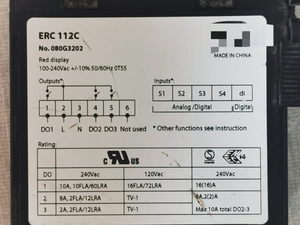 ERC 112C
No. 080G3202
Red display
100-240Vac +/-10% 50/60Hz 0T55
MADE IN CHINA
Outputs*:
Inputs*:
1 2 3 4 5 6
S1 S2 S3 S4 di
Analog /Digital Digital
DO1 L N DO2 DO3 Not used
* Other functions see instruction
Rating:
c UL US
DO 240Vac 120Vac 240Vac
1 10A, 10FLA/60LRA 16FLA/72LRA 16(16)A
2 8A, 2FLA/12LRA TV-1 8A,2(2)A
3 2A, 2FLA/12LRA TV-1 Max 10A total DO2-3